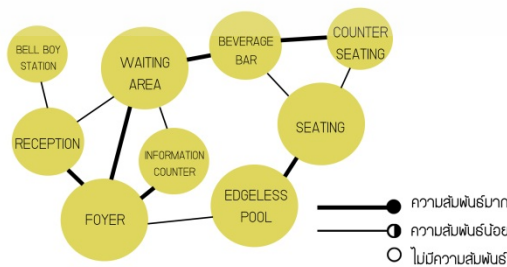 BELL BOY
STATION
WAITING
AREA
BEVERAGE
BAR
COUNTER
SEATING
RECEPTION
INFORMATION
COUNTER
SEATING
FOYER
EDGELESS
POOL
ความสัมพันธ์มาก
ความสัมพันธ์น้อย
ไม่มีความสัมพันธ์